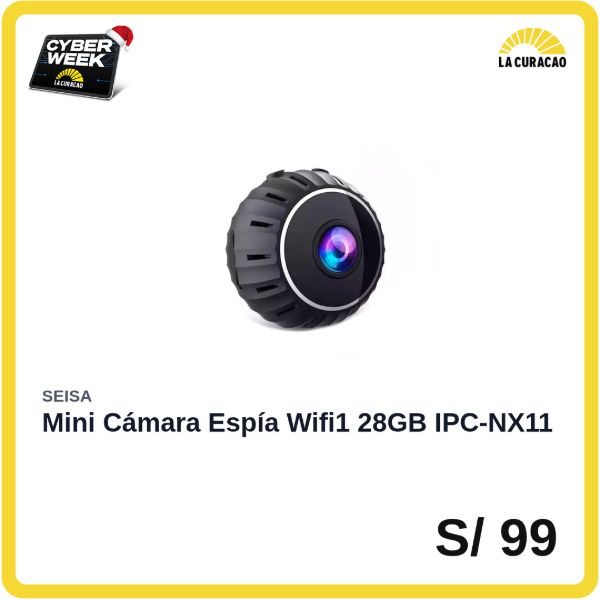 CYBER
WEEK
LA CURACAO
LA CURACAO
SEISA
Mini Cámara Espía Wifi1 28GB IPC-NX11
S/ 99